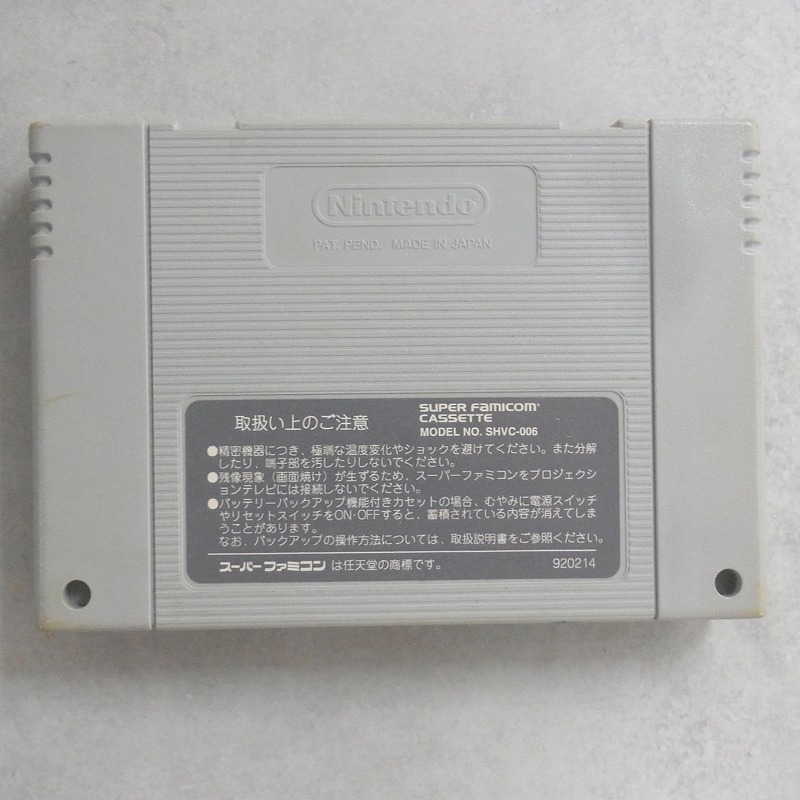 Nintendo
PAT. PEND. MADE IN JAPAN
取扱い上のご注意
SUPER FAMICOM
CASSETTE
MODEL NO. SHVC-006
●精密機器につき、極端な温度変化やショックを避けてください。また分解
したり、端子部を汚したりしないでください。
●残像現象(画面焼け)が生ずるため、スーパーファミコンをプロジェクシ
ョンテレビには接続しないでください。
●バッテリーバックアップ機能付きカセットの場合、むやみに電源スイッチ
やリセットスイッチをON・OFFすると、蓄積されている内容が消えてしま
うことがあります。
なお、バックアップの操作方法については、取扱説明書をご参照ください。
スーパーファミコン は任天堂の商標です。 920214